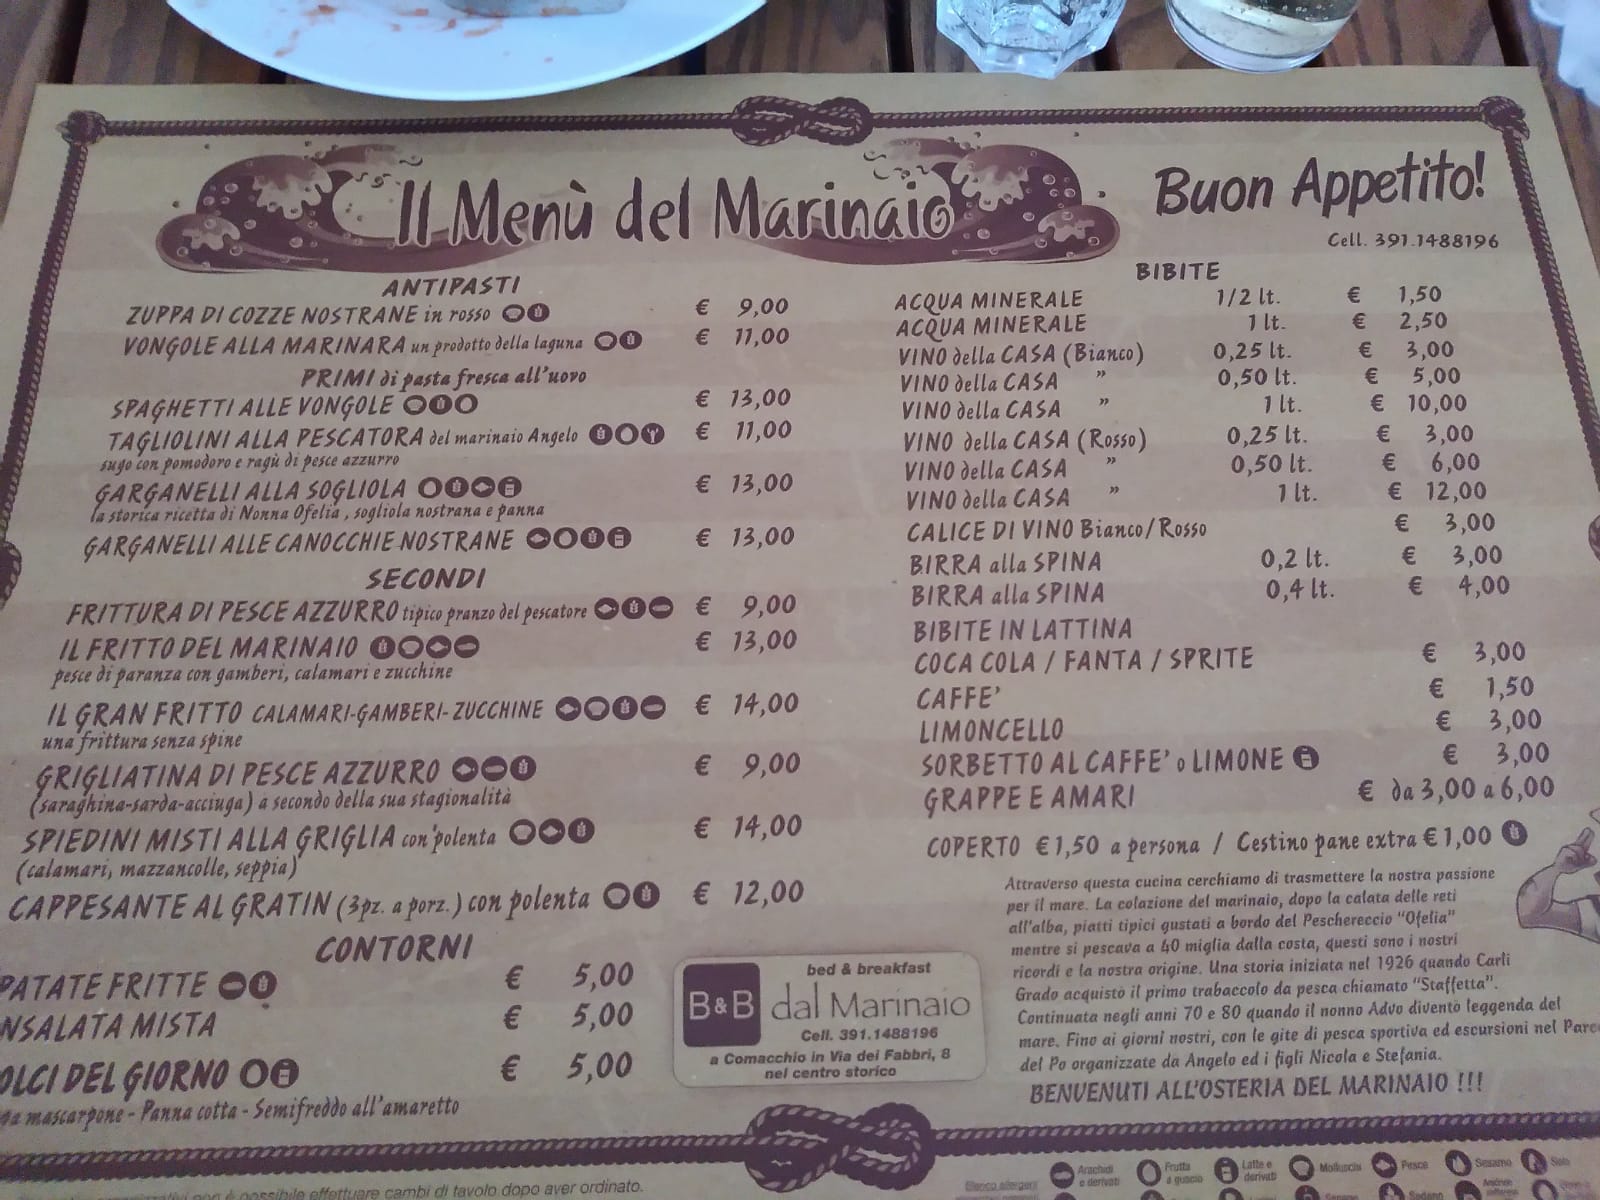 Il Menù del Marinaio
Buon Appetito!
Cell. 391.1488196
ANTIPASTI
ZUPPA DI COZZE NOSTRANE in rosso € 9,00
VONGOLE ALLA MARINARA un prodotto della laguna € 11,00
PRIMI di pasta fresca all'uovo
SPAGHETTI ALLE VONGOLE € 13,00
TAGLIOLINI ALLA PESCATORA del marinaio Angelo € 11,00
sugo con pomodoro e ragù di pesce azzurro
GARGANELLI ALLA SOGLIOLA € 13,00
la storica ricetta di Nonna Ofelia , sogliola nostrana e panna
GARGANELLI ALLE CANOCCHIE NOSTRANE € 13,00
SECONDI
FRITTURA DI PESCE AZZURRO tipico pranzo del pescatore € 9,00
IL FRITTO DEL MARINAIO € 13,00
pesce di paranza con gamberi, calamari e zucchine
IL GRAN FRITTO CALAMARI-GAMBERI-ZUCCHINE € 14,00
una frittura senza spine
GRIGLIATINA DI PESCE AZZURRO € 9,00
(saraghina-sarda-acciuga) a secondo della sua stagionalità
SPIEDINI MISTI ALLA GRIGLIA con polenta € 14,00
(calamari, mazzancolle, seppia)
CAPPESANTE AL GRATIN (3pz. a porz.) con polenta € 12,00
CONTORNI
PATATE FRITTE € 5,00
NSALATA MISTA € 5,00
OLCI DEL GIORNO € 5,00
mascarpone - Panna cotta - Semifreddo all'amaretto
BIBITE
ACQUA MINERALE 1/2 lt. € 1,50
ACQUA MINERALE 1 lt. € 2,50
VINO della CASA (Bianco) 0,25 lt. € 3,00
VINO della CASA " 0,50 lt. € 5,00
VINO della CASA " 1 lt. € 10,00
VINO della CASA (Rosso) 0,25 lt. € 3,00
VINO della CASA " 0,50 lt. € 6,00
VINO della CASA " 1 lt. € 12,00
CALICE DI VINO Bianco/Rosso € 3,00
BIRRA alla SPINA 0,2 lt. € 3,00
BIRRA alla SPINA 0,4 lt. € 4,00
BIBITE IN LATTINA
COCA COLA / FANTA / SPRITE € 3,00
CAFFE' € 1,50
LIMONCELLO € 3,00
SORBETTO AL CAFFE' o LIMONE € 3,00
GRAPPE E AMARI € da 3,00 a 6,00
COPERTO €1,50 a persona / Cestino pane extra €1,00
Attraverso questa cucina cerchiamo di trasmettere la nostra passione
per il mare. La colazione del marinaio, dopo la calata delle reti
all'alba, piatti tipici gustati a bordo del Peschereccio "Ofelia"
mentre si pescava a 40 miglia dalla costa, questi sono i nostri
ricordi e la nostra origine. Una storia iniziata nel 1926 quando Carli
Grado acquistò il primo trabaccolo da pesca chiamato "Staffetta".
Continuata negli anni 70 e 80 quando il nonno Advo diventò leggenda del
mare. Fino ai giorni nostri, con le gite di pesca sportiva ed escursioni nel Parco
del Po organizzate da Angelo ed i figli Nicola e Stefania.
BENVENUTI ALL'OSTERIA DEL MARINAIO !!!
bed & breakfast
B&B dal Marinaio
Cell. 391.1488196
a Comacchio in Via dei Fabbri, 8
nel centro storico
non è possibile effettuare cambi di tavolo dopo aver ordinato.
Elenco allergeni
Arachidi e derivati
Frutta a guscio
Latte e derivati
Molluschi
Pesce
Sesamo
Soia